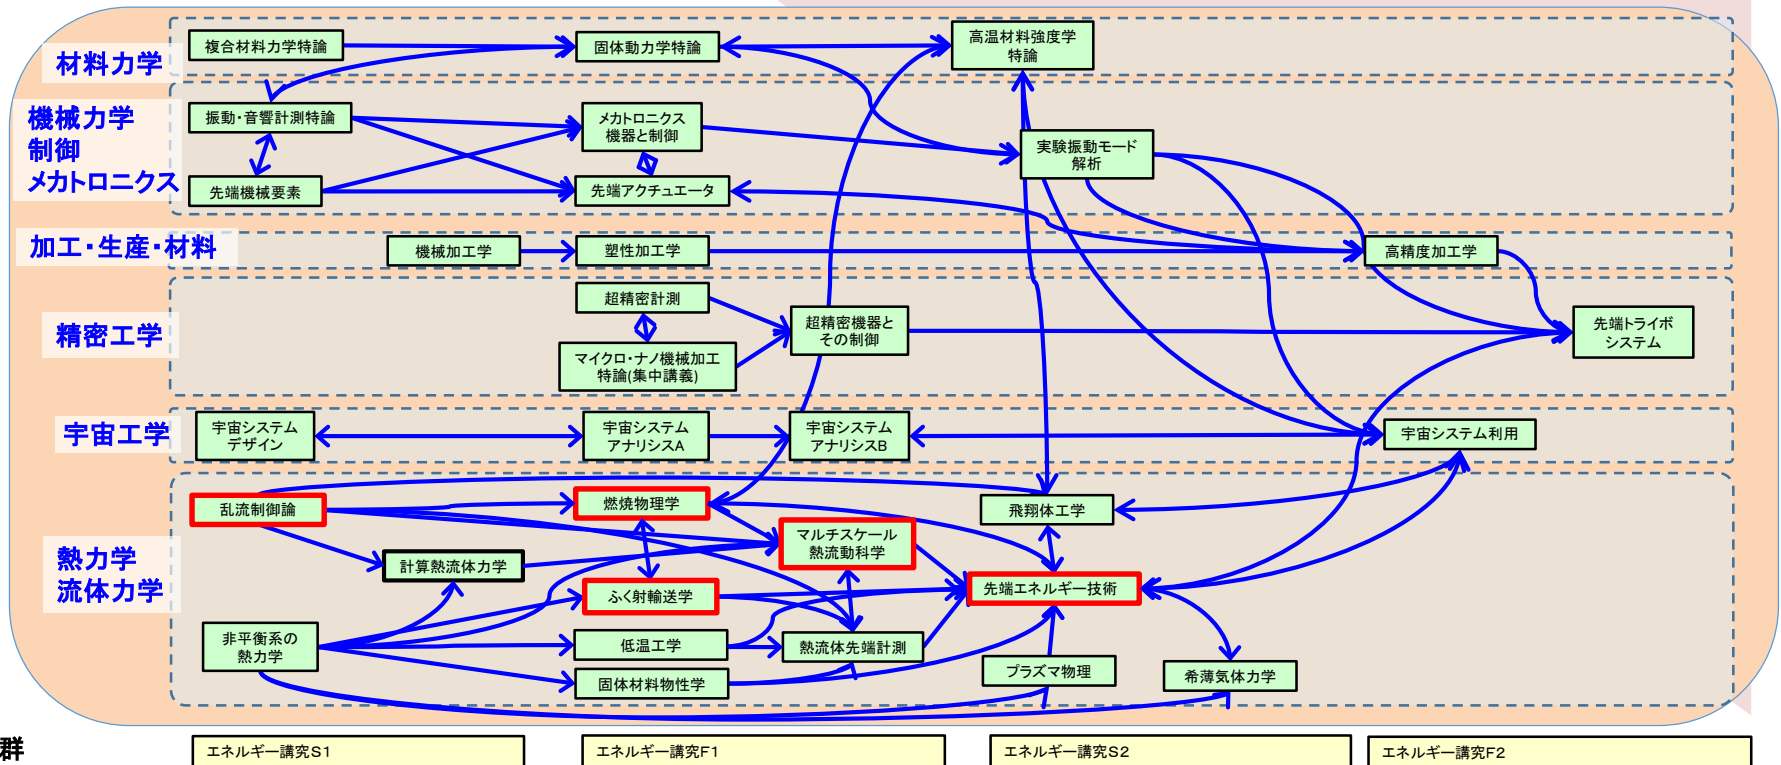 材料力学
複合材料力学特論
固体動力学特論
高温材料強度学
特論
機械力学
制御
メカトロニクス
振動・音響計測特論
メカトロニクス
機器と制御
実験振動モード
解析
先端機械要素
先端アクチュエータ
加工・生産・材料
機械加工学
塑性加工学
高精度加工学
精密工学
超精密計測
超精密機器と
その制御
先端トライボ
システム
マイクロ・ナノ機械加工
特論(集中講義)
宇宙工学
宇宙システム
デザイン
宇宙システム
アナリシスA
宇宙システム
アナリシスB
宇宙システム利用
熱力学
流体力学
乱流制御論
燃焼物理学
飛翔体工学
マルチスケール
熱流動科学
計算熱流体力学
ふく射輸送学
先端エネルギー技術
非平衡系の
熱力学
低温工学
熱流体先端計測
固体材料物性学
プラズマ物理
希薄気体力学
群
エネルギー講究S1
エネルギー講究F1
エネルギー講究S2
エネルギー講究F2